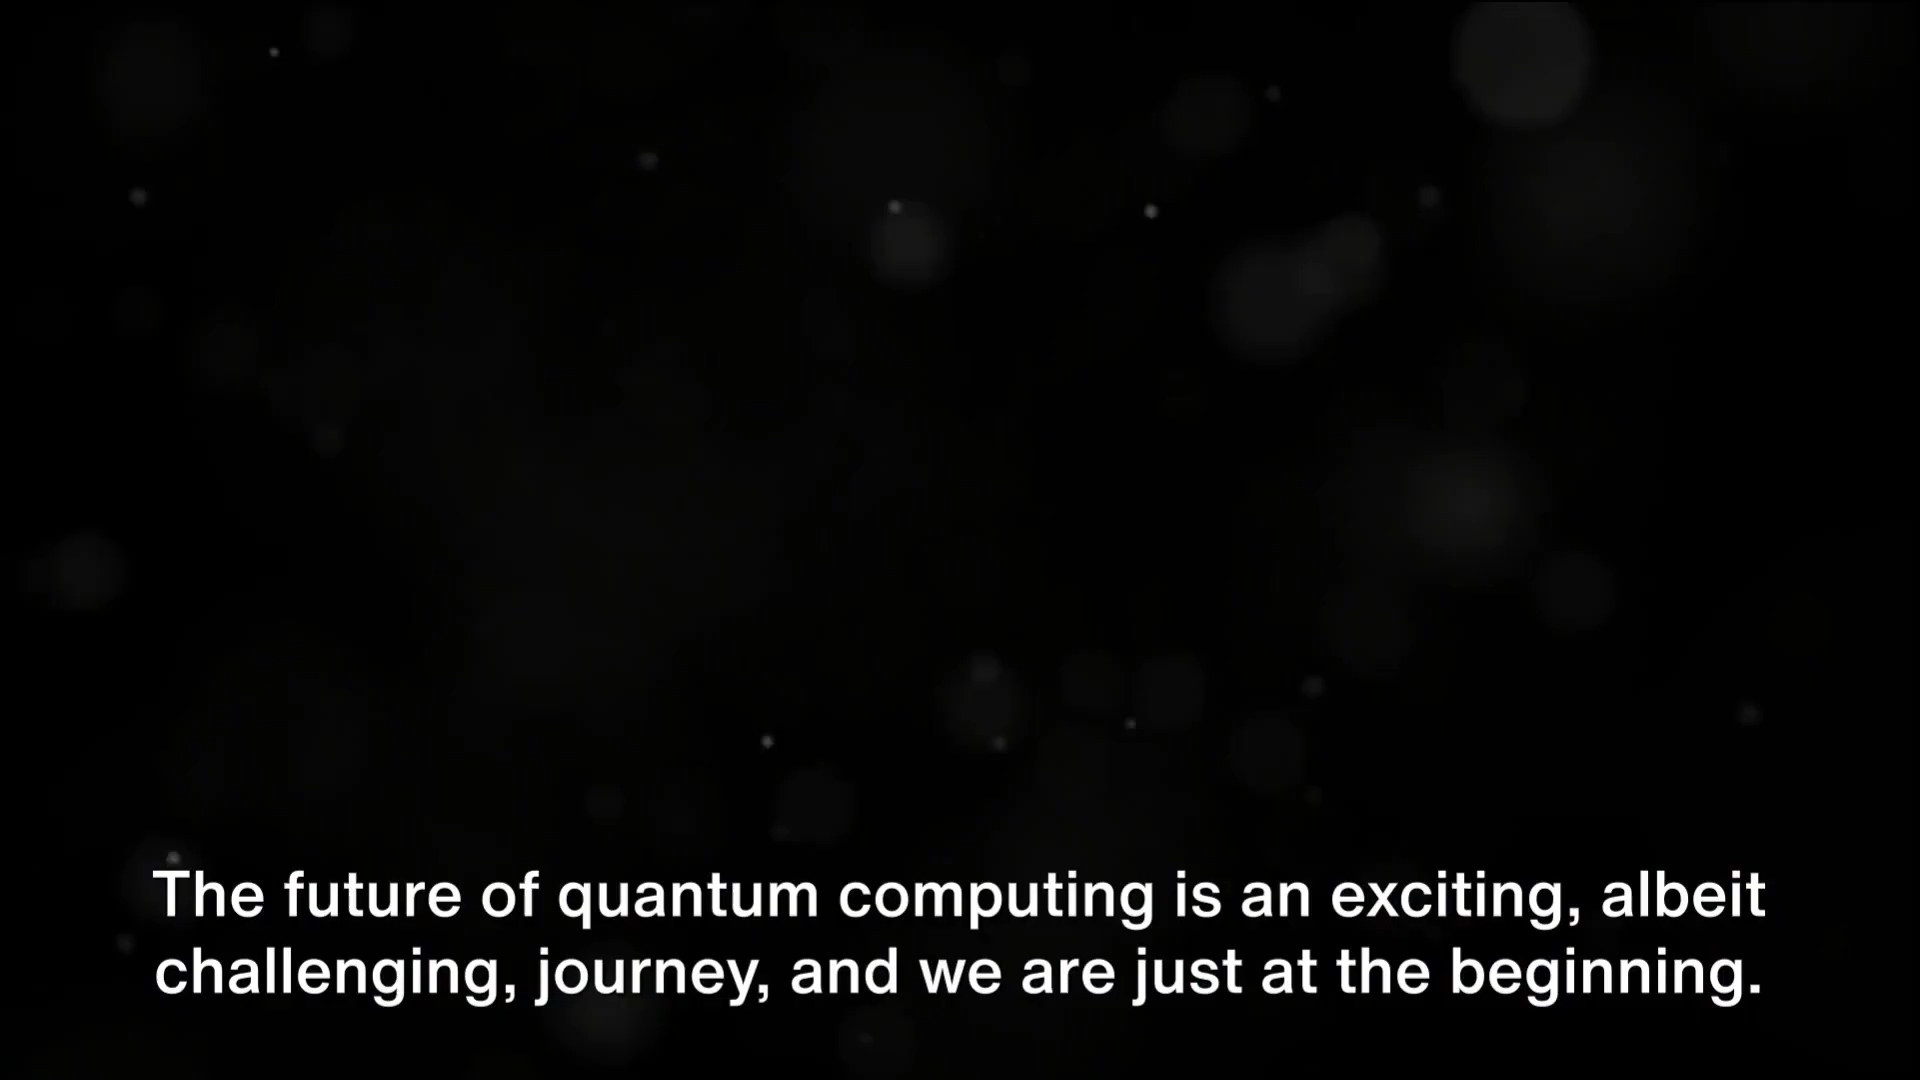 The future of quantum computing is an exciting, albeit
challenging, journey, and we are just at the beginning.